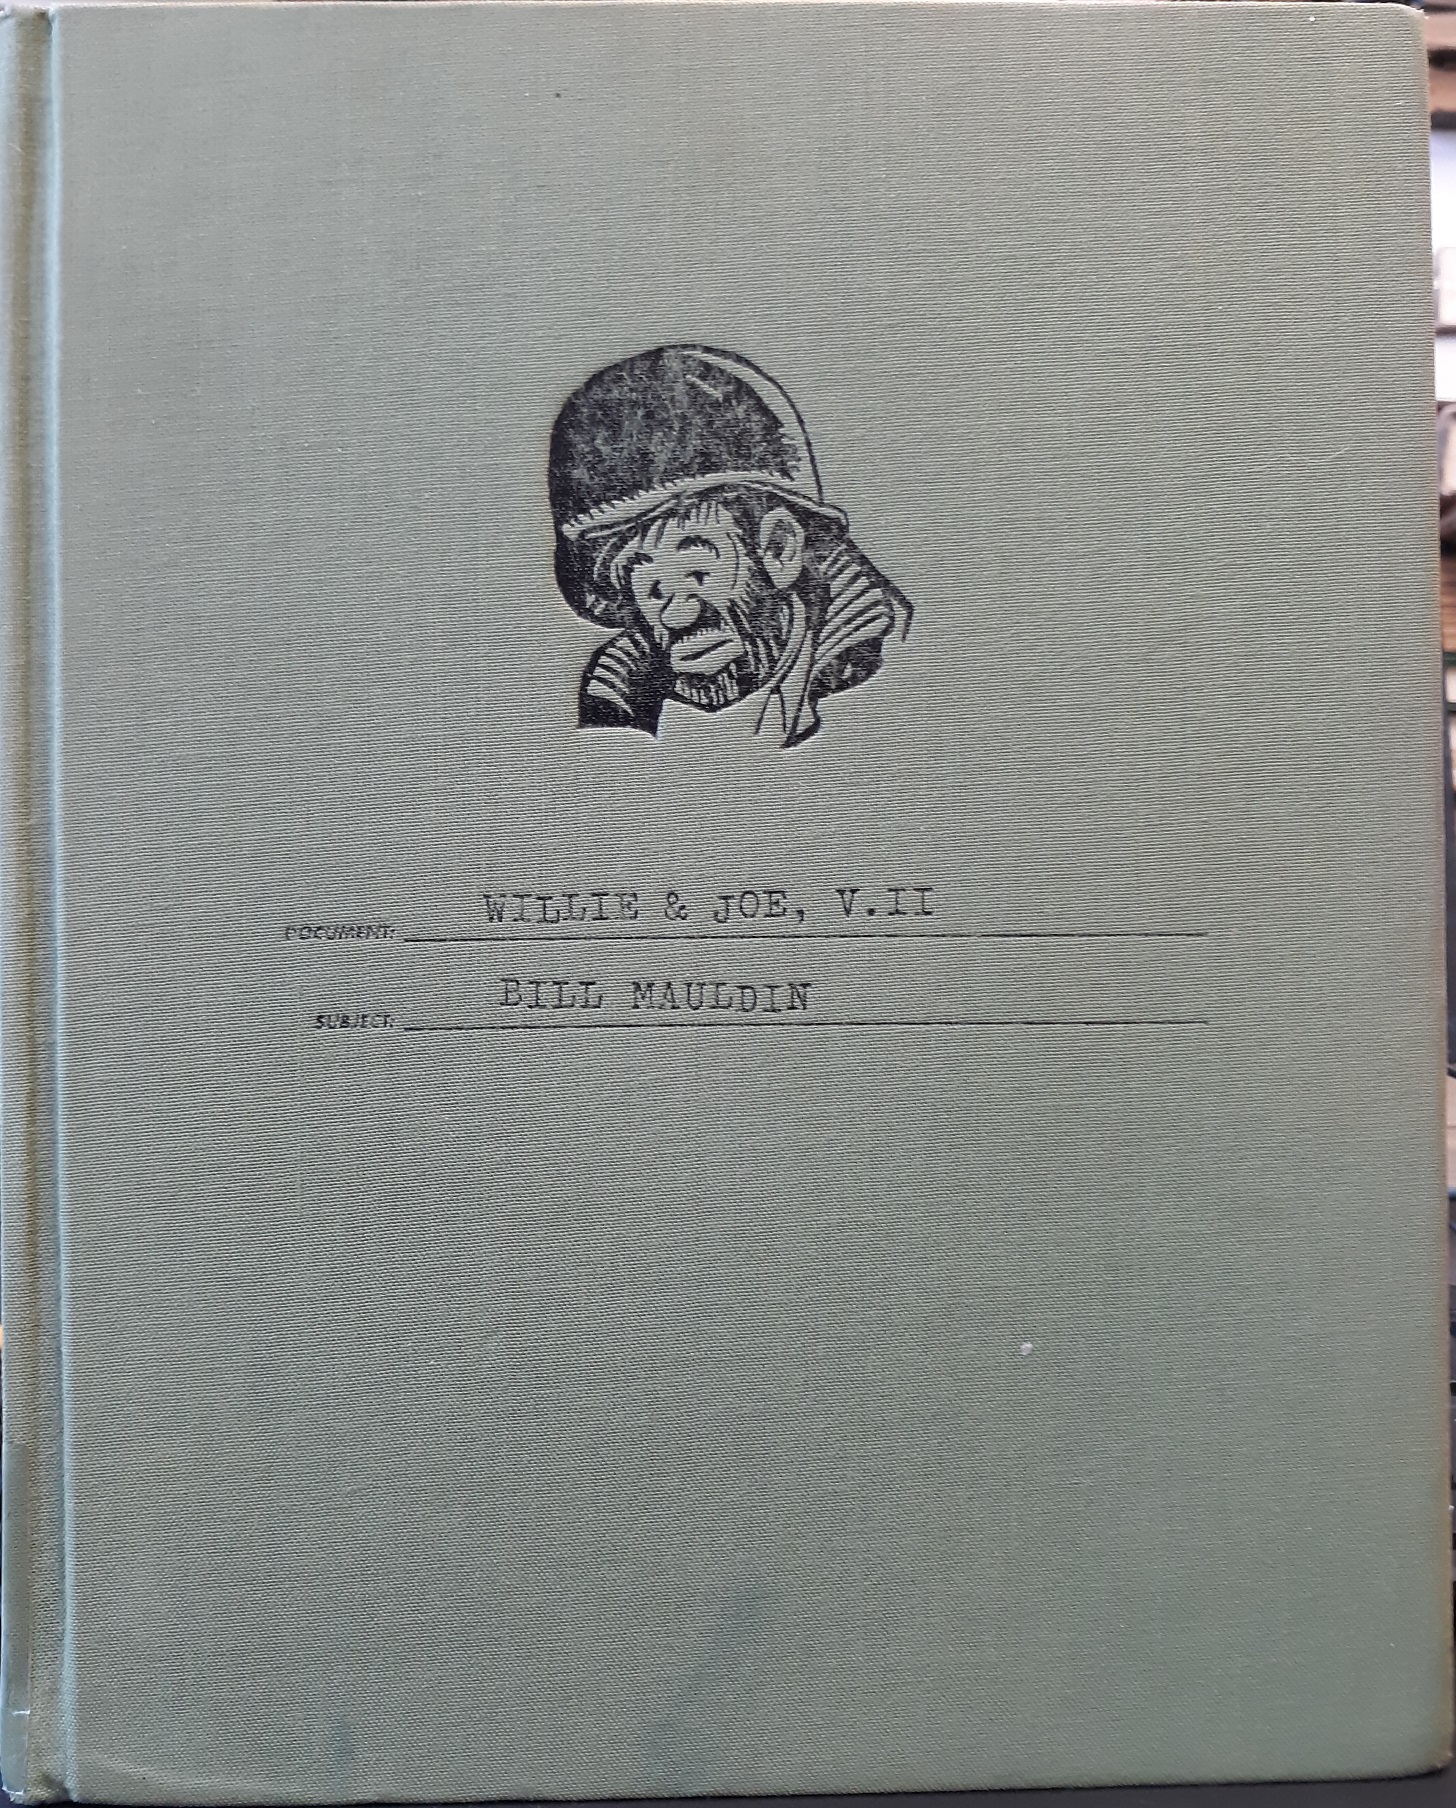 DOCUMENT: WILLIE & JOE, V.II
SUBJECT: BILL MAULDIN